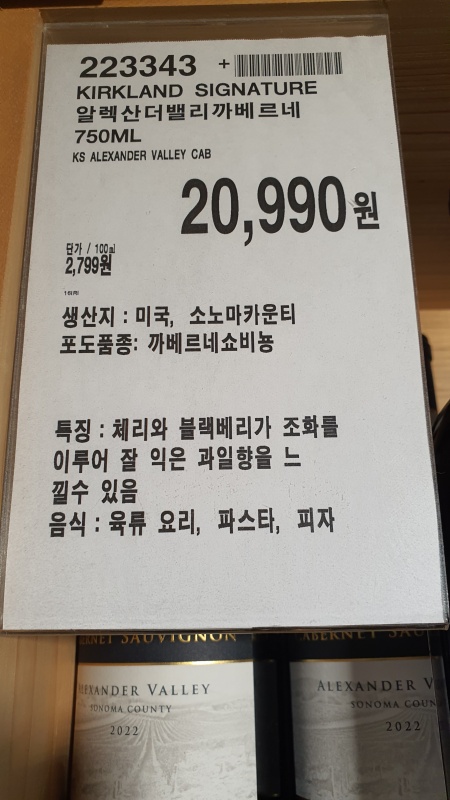 223343 +
KIRKLAND SIGNATURE
알렉산더밸리까베르네
750ML
KS ALEXANDER VALLEY CAB
20,990원
단가 / 100ml
2,799원
생산지 : 미국, 소노마카운티
포도품종: 까베르네쇼비뇽
특징 : 체리와 블랙베리가 조화를
이루어 잘 익은 과일향을 느
낄수 있음
음식 : 육류 요리, 파스타, 피자
SAUVIGNON
ALEXANDER VALLEY
SONOMA COUNTY
2022
ALEXANDER
SONOMA COUN
2022